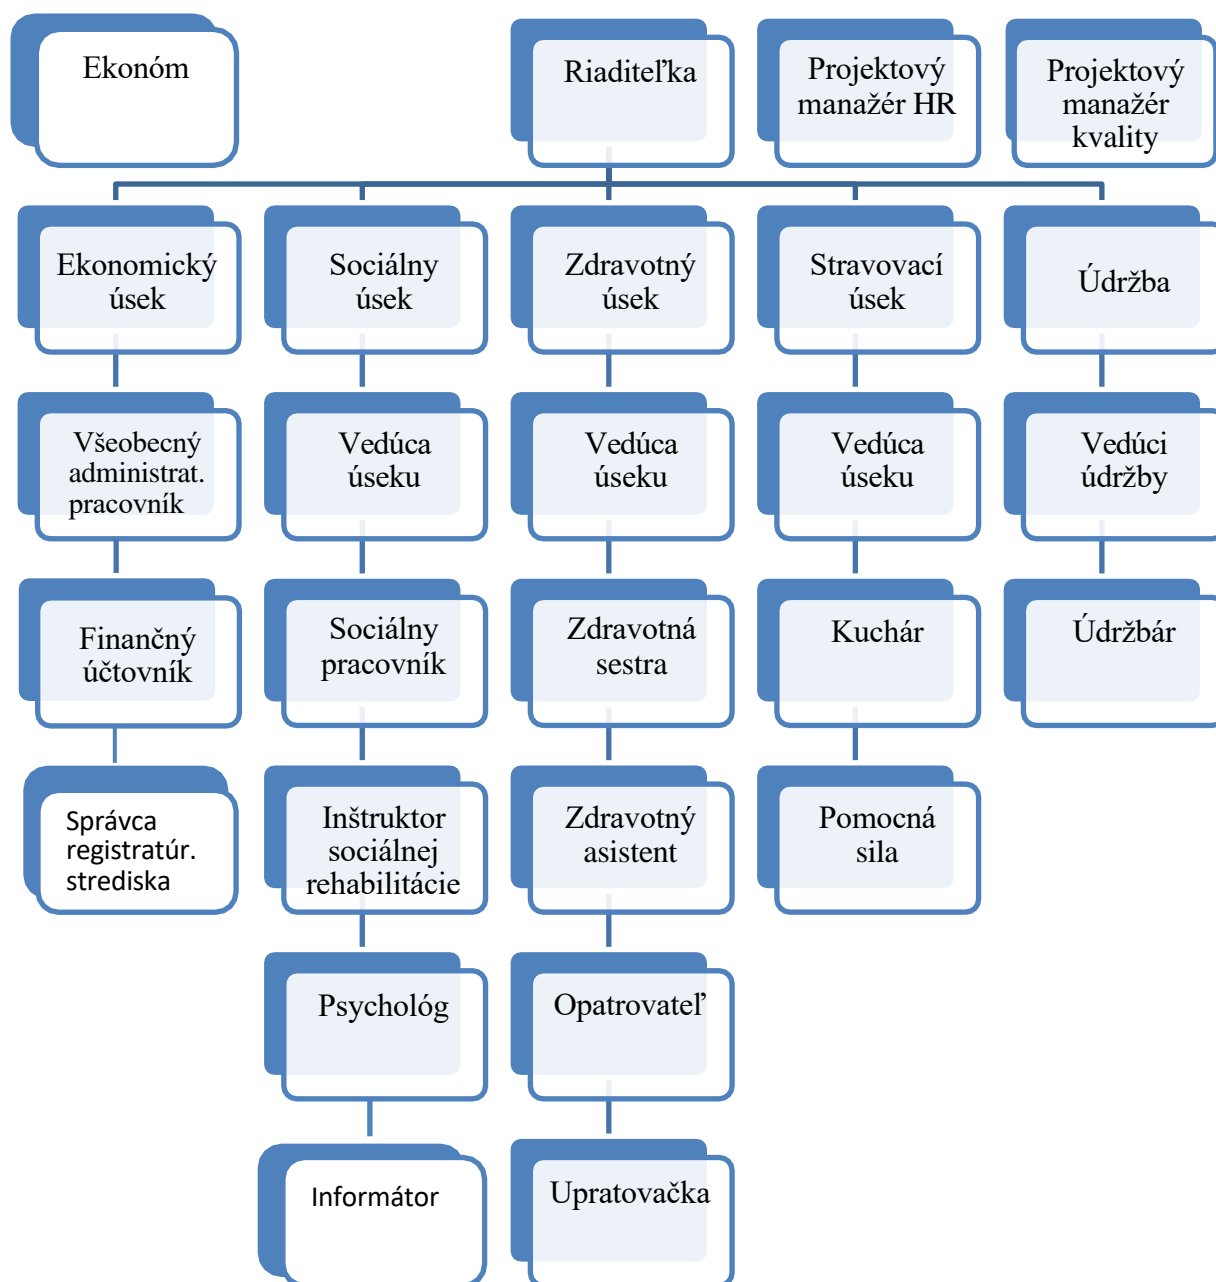 Ekonóm
Riaditeľka
Projektový
manažér HR
Projektový
manažér
kvality
Ekonomický
úsek
Sociálny
úsek
Zdravotný
úsek
Stravovací
úsek
Údržba
Všeobecný
administrat.
pracovník
Vedúca
úseku
Vedúca
úseku
Vedúca
úseku
Vedúci
údržby
Finančný
účtovník
Sociálny
pracovník
Zdravotná
sestra
Kuchár
Údržbár
Správca
registratúr.
strediska
Inštruktor
sociálnej
rehabilitácie
Zdravotný
asistent
Pomocná
sila
Psychológ
Opatrovateľ
Informátor
Upratovačka